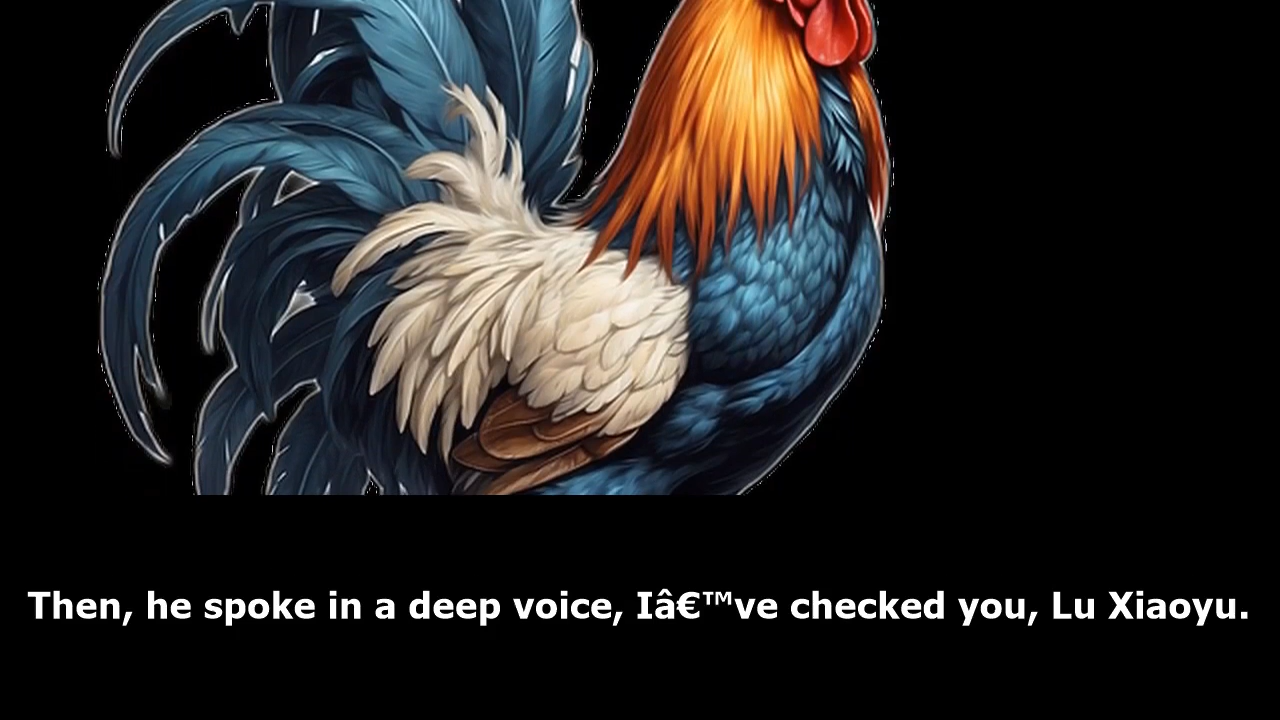 Then, he spoke in a deep voice, Iâ€™ve checked you, Lu Xiaoyu.